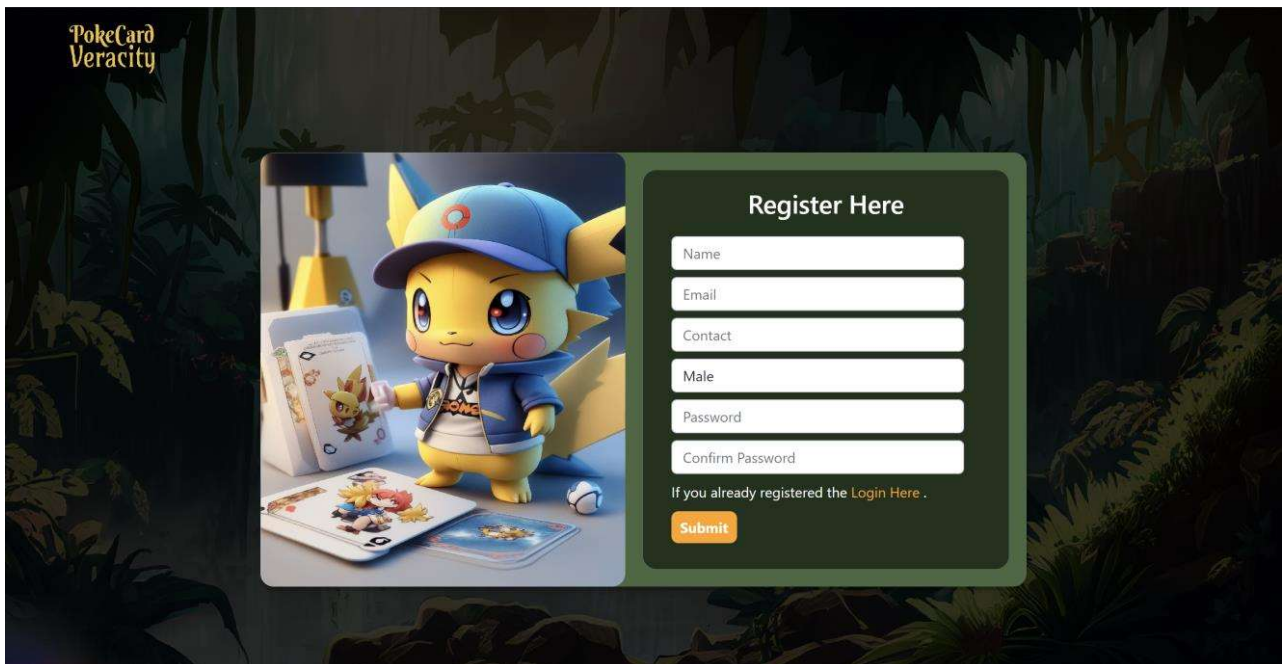 PokeCard
Veracity
Register Here
Name
Email
Contact
Male
Password
Confirm Password
If you already registered the Login Here .
Submit